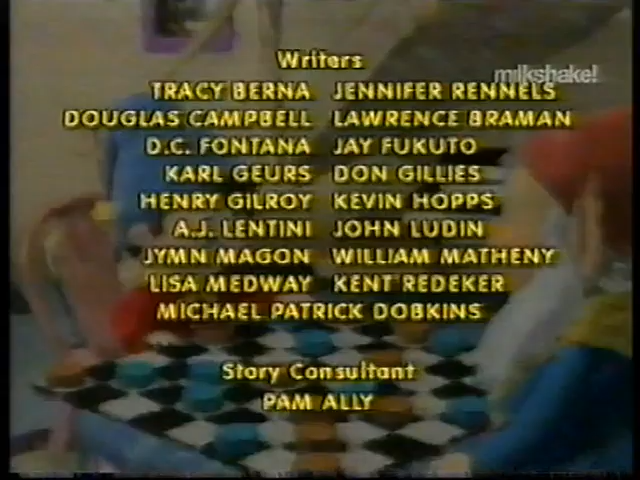 Writers
milkshake!
TRACY BERNA JENNIFER RENNELS
DOUGLAS CAMPBELL LAWRENCE BRAMAN
D.C. FONTANA JAY FUKUTO
KARL GEURS DON GILLIES
HENRY GILROY KEVIN HOPPS
A.J. LENTINI JOHN LUDIN
JYMN MAGON WILLIAM MATHENY
LISA MEDWAY KENT REDEKER
MICHAEL PATRICK DOBKINS
Story Consultant
PAM ALLY